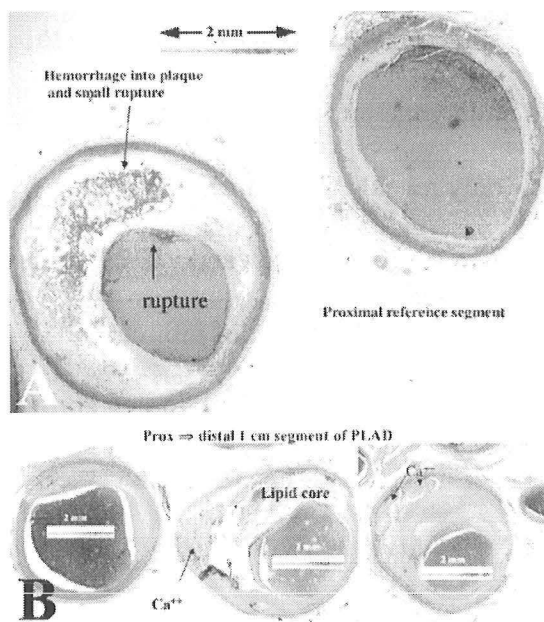 2 mm
Hemorrhage into plaque
and small rupture
rupture
Proximal reference segment
A
Prox ⇒ distal 1 cm segment of PLAD
2 mm
Lipid core
2 mm
Ca⁺⁺
Ca⁺⁺
2 mm
B